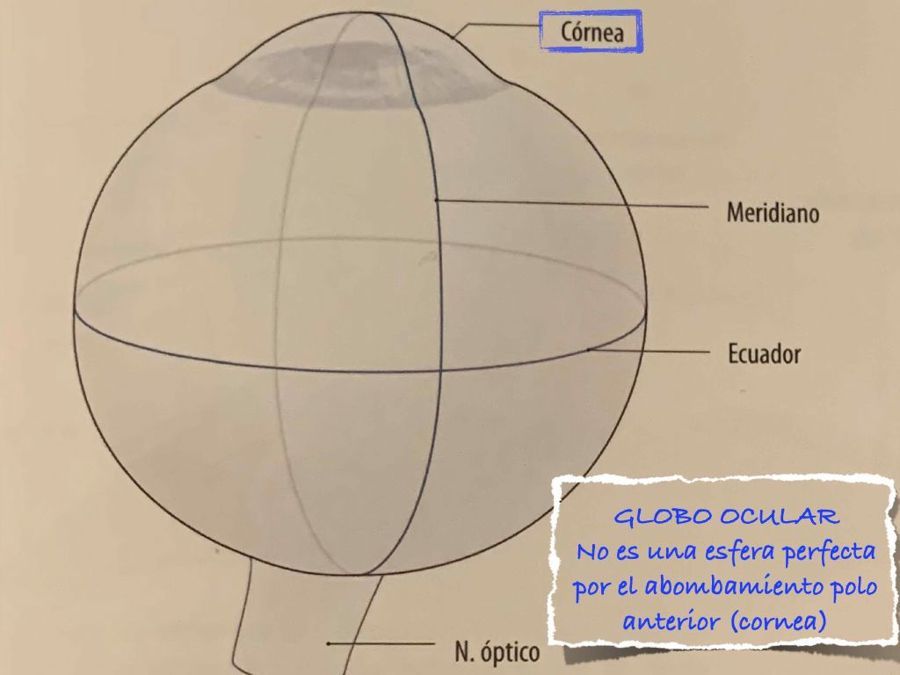 Córnea
Meridiano
Ecuador
GLOBO OCULAR
No es una esfera perfecta
por el abombamiento polo
anterior (cornea)
N. óptico